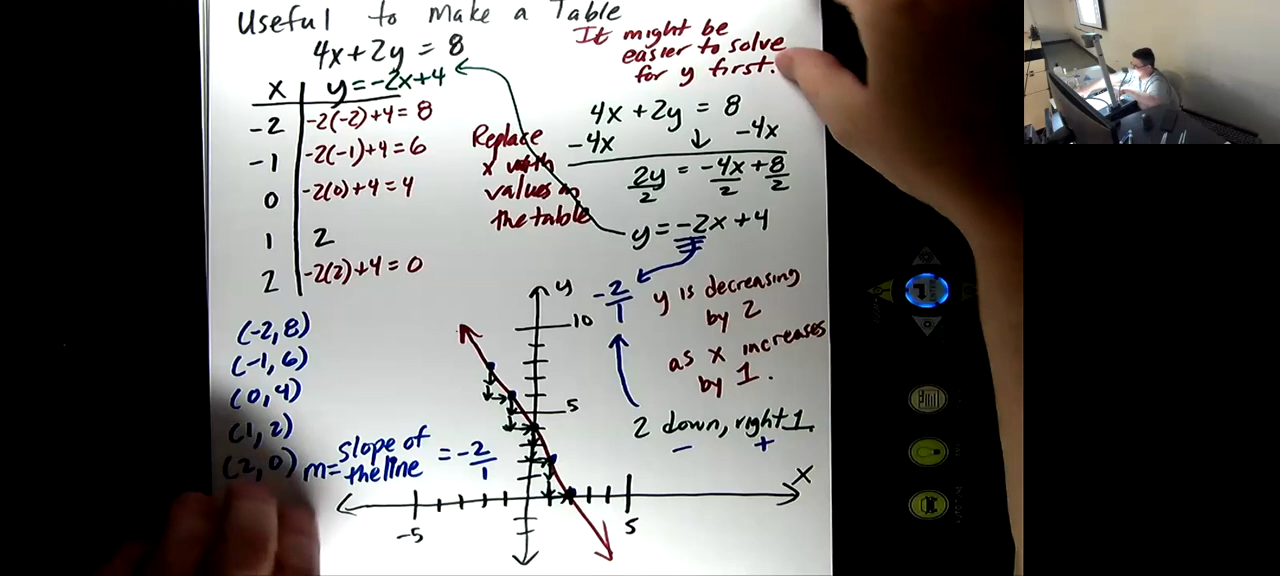 Useful to Make a Table
4x + 2y = 8
x | y = -2x+4
-2 | -2(-2)+4 = 8
-1 | -2(-1)+4 = 6
0 | -2(0)+4 = 4
1 | 2
2 | -2(2)+4 = 0
(-2, 8)
(-1, 6)
(0, 4)
(1, 2)
(2, 0)
m = slope of the line = -2/1
Replace
x with
values in
the table
It might be
easier to solve
for y first.
4x + 2y = 8
-4x -4x
2y/2 = -4x/2 + 8/2
y = -2x + 4
-2/1
y is decreasing
by 2
as x increases
by 1.
2 down, right 1.
- +
y
10
5
x
-5
5